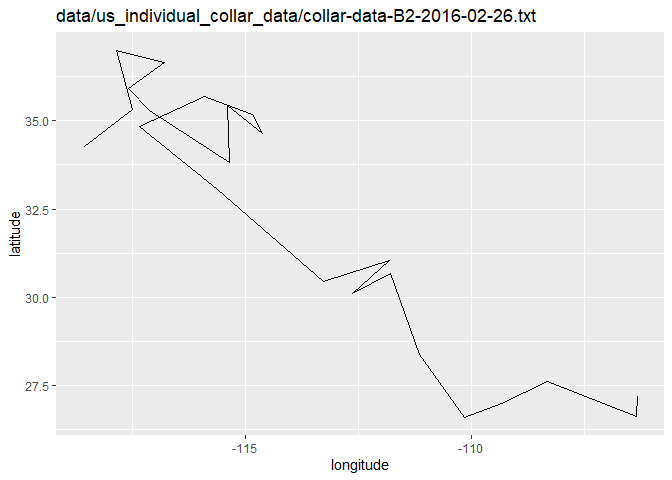 data/us_individual_collar_data/collar-data-B2-2016-02-26.txt
35.0
32.5
30.0
27.5
latitude
-115
-110
longitude